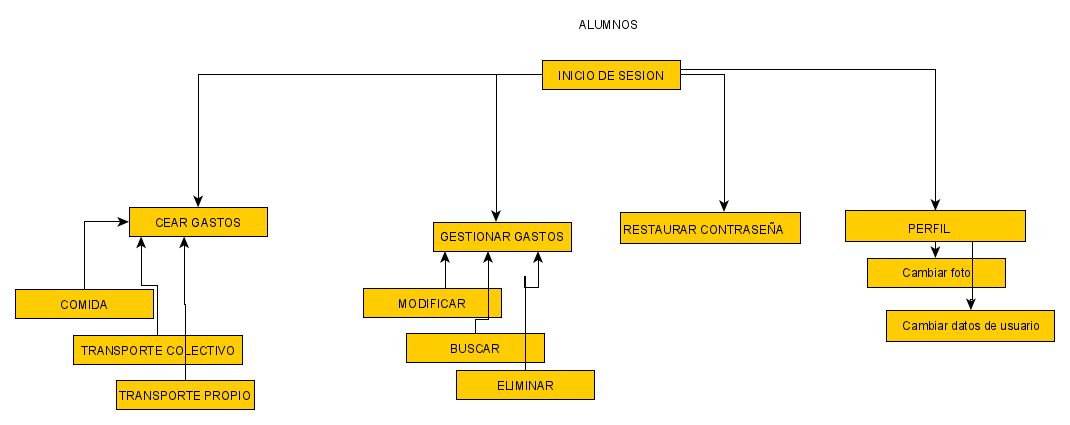 ALUMNOS
INICIO DE SESION
CEAR GASTOS
GESTIONAR GASTOS
RESTAURAR CONTRASEÑA
PERFIL
Cambiar foto
COMIDA
MODIFICAR
Cambiar datos de usuario
TRANSPORTE COLECTIVO
BUSCAR
TRANSPORTE PROPIO
ELIMINAR